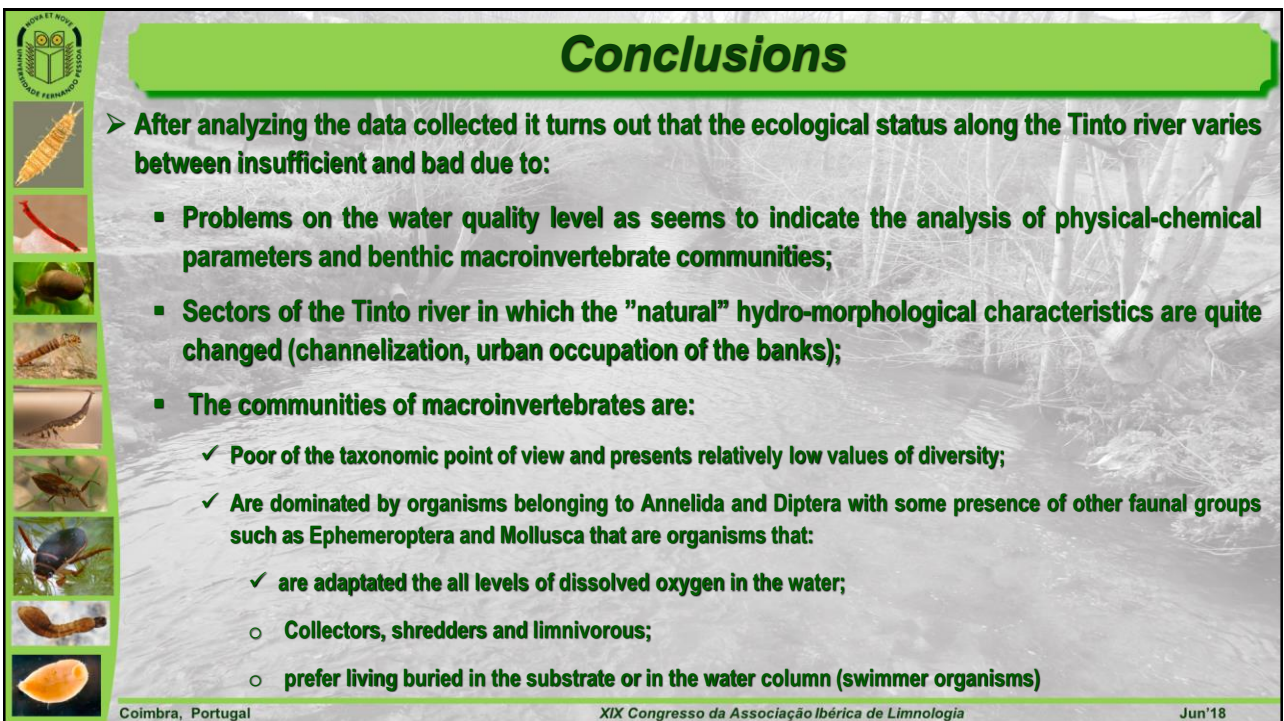 NOVA ET NOVE
UNIVERSIDADE FERNANDO PESSOA
Conclusions
➢ After analyzing the data collected it turns out that the ecological status along the Tinto river varies
between insufficient and bad due to:
▪ Problems on the water quality level as seems to indicate the analysis of physical-chemical
parameters and benthic macroinvertebrate communities;
▪ Sectors of the Tinto river in which the ”natural” hydro-morphological characteristics are quite
changed (channelization, urban occupation of the banks);
▪ The communities of macroinvertebrates are:
✓ Poor of the taxonomic point of view and presents relatively low values of diversity;
✓ Are dominated by organisms belonging to Annelida and Diptera with some presence of other faunal groups
such as Ephemeroptera and Mollusca that are organisms that:
✓ are adaptated the all levels of dissolved oxygen in the water;
o Collectors, shredders and limnivorous;
o prefer living buried in the substrate or in the water column (swimmer organisms)
Coimbra, Portugal XIX Congresso da Associação Ibérica de Limnologia Jun'18